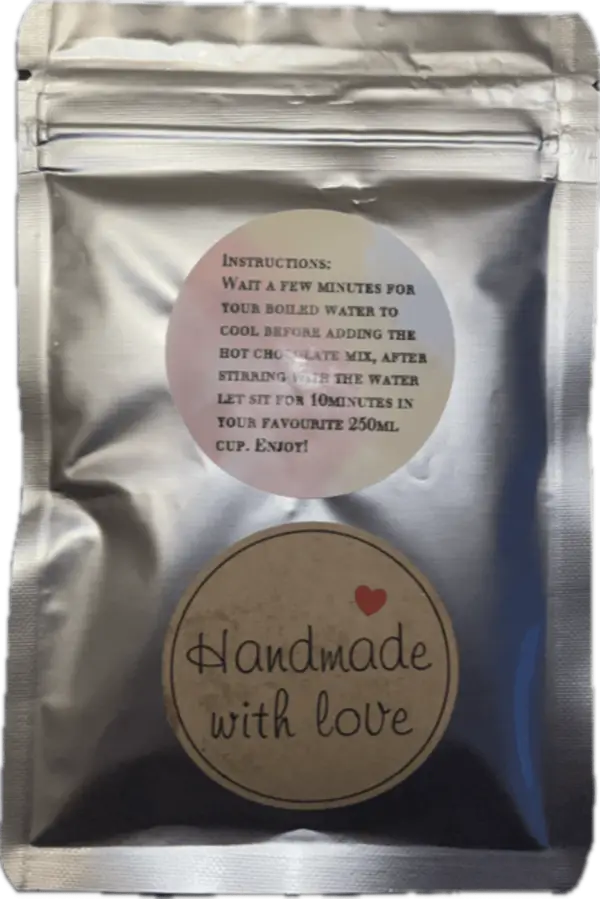 Instructions:
Wait a few minutes for
your boiled water to
cool before adding the
hot chocolate mix, after
stirring with the water
let sit for 10minutes in
your favourite 250ml
cup. Enjoy!
Handmade
with love